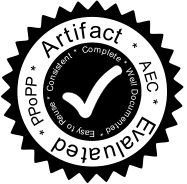 Artifact * AEC * Evaluated * PPoPP *
Consistent * Complete * Well Documented * Easy to Reuse *